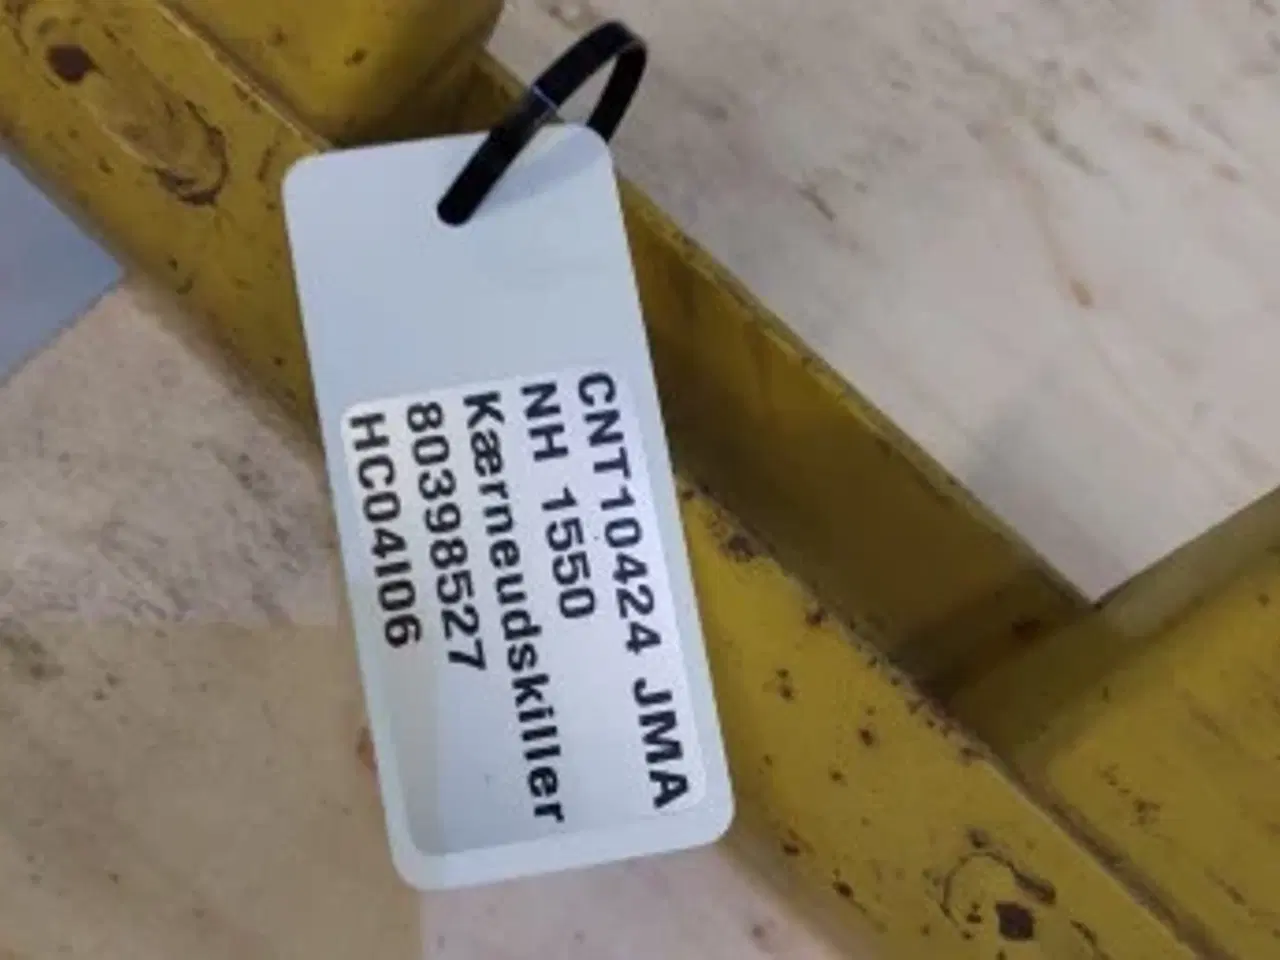 CNT10424 JMA
NH 1550
Kærneudskiller
80398527
HC04I06